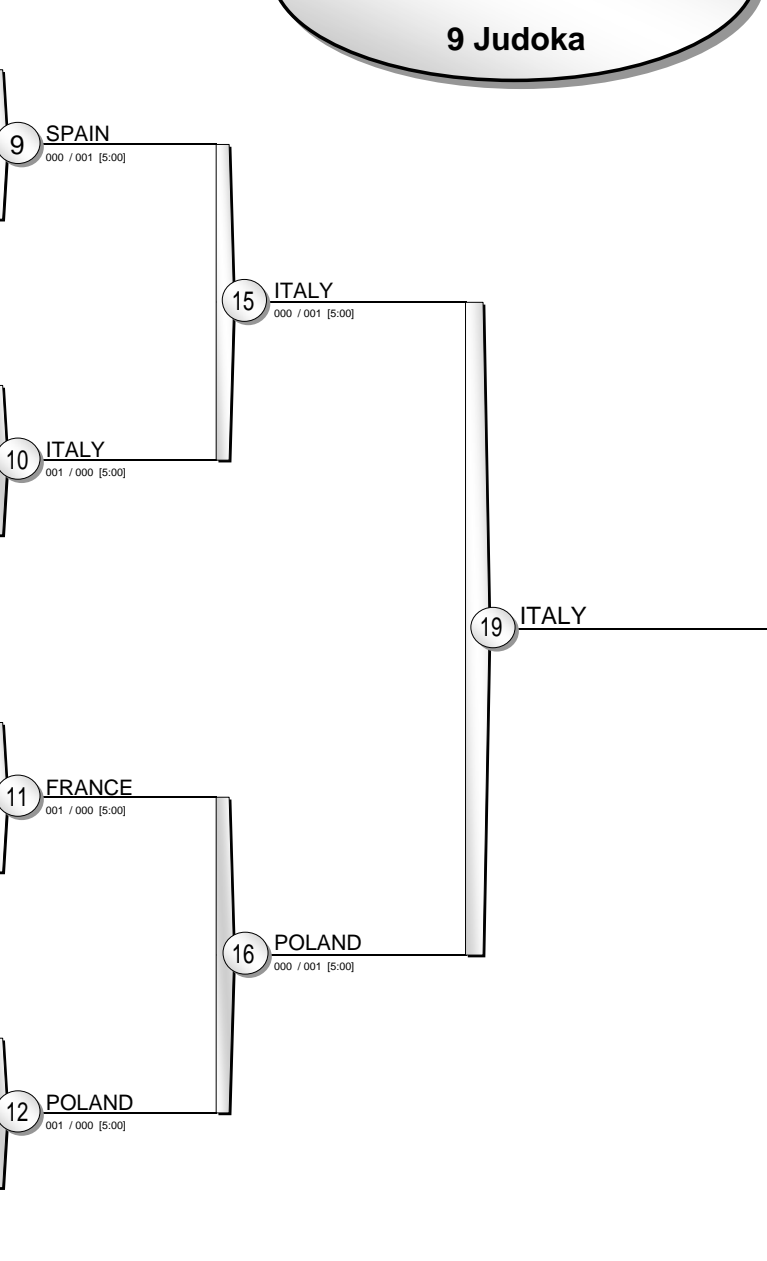 9 Judoka
9 SPAIN
000 / 001 [5:00]
15 ITALY
000 / 001 [5:00]
10 ITALY
001 / 000 [5:00]
19 ITALY
11 FRANCE
001 / 000 [5:00]
16 POLAND
000 / 001 [5:00]
12 POLAND
001 / 000 [5:00]